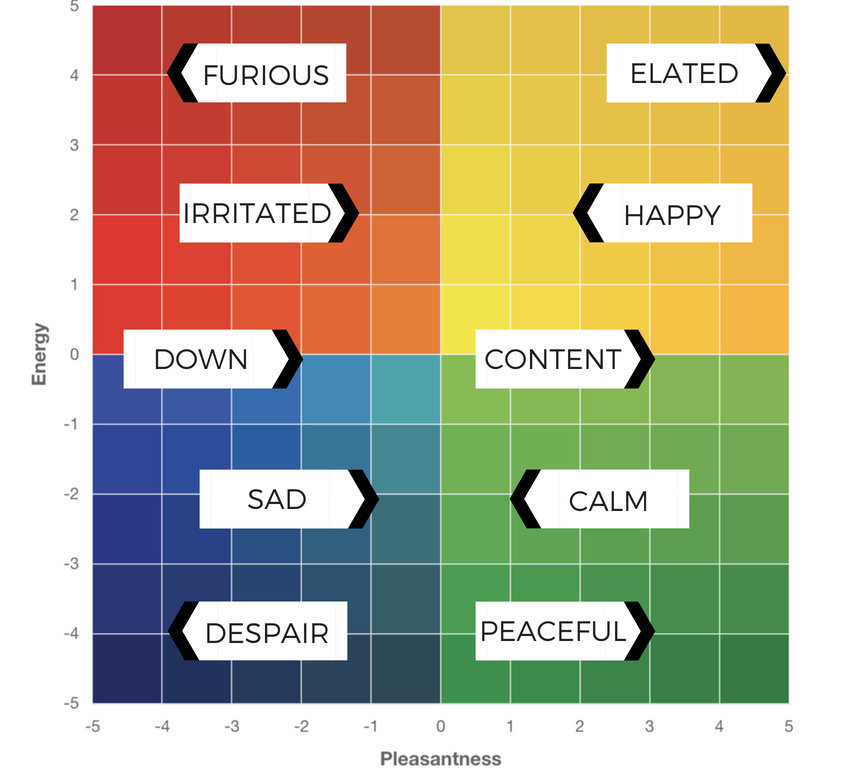 5
FURIOUS ELATED
4
3
IRRITATED HAPPY
2
1
DOWN CONTENT
0
Energy
-1
SAD CALM
-2
-3
DESPAIR PEACEFUL
-4
-5
-5 -4 -3 -2 -1 0 1 2 3 4 5
Pleasantness